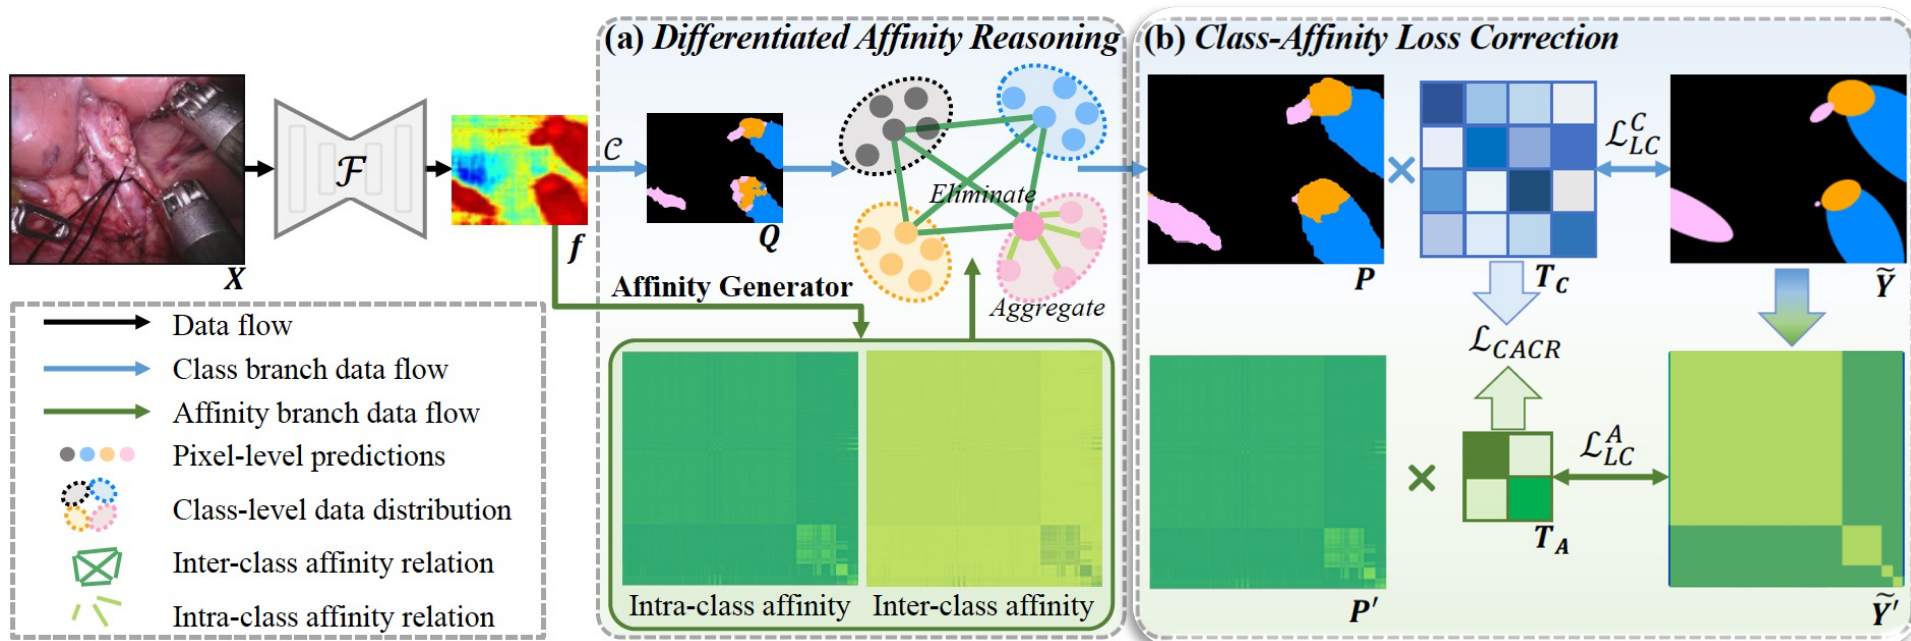 (a) Differentiated Affinity Reasoning
(b) Class-Affinity Loss Correction
X
ℱ
f
𝒞
Q
Eliminate
Aggregate
Affinity Generator
Intra-class affinity
Inter-class affinity
P
T_C
ℒ_LC^C
Ỹ
ℒ_CACR
P′
T_A
ℒ_LC^A
Ỹ′
Data flow
Class branch data flow
Affinity branch data flow
Pixel-level predictions
Class-level data distribution
Inter-class affinity relation
Intra-class affinity relation